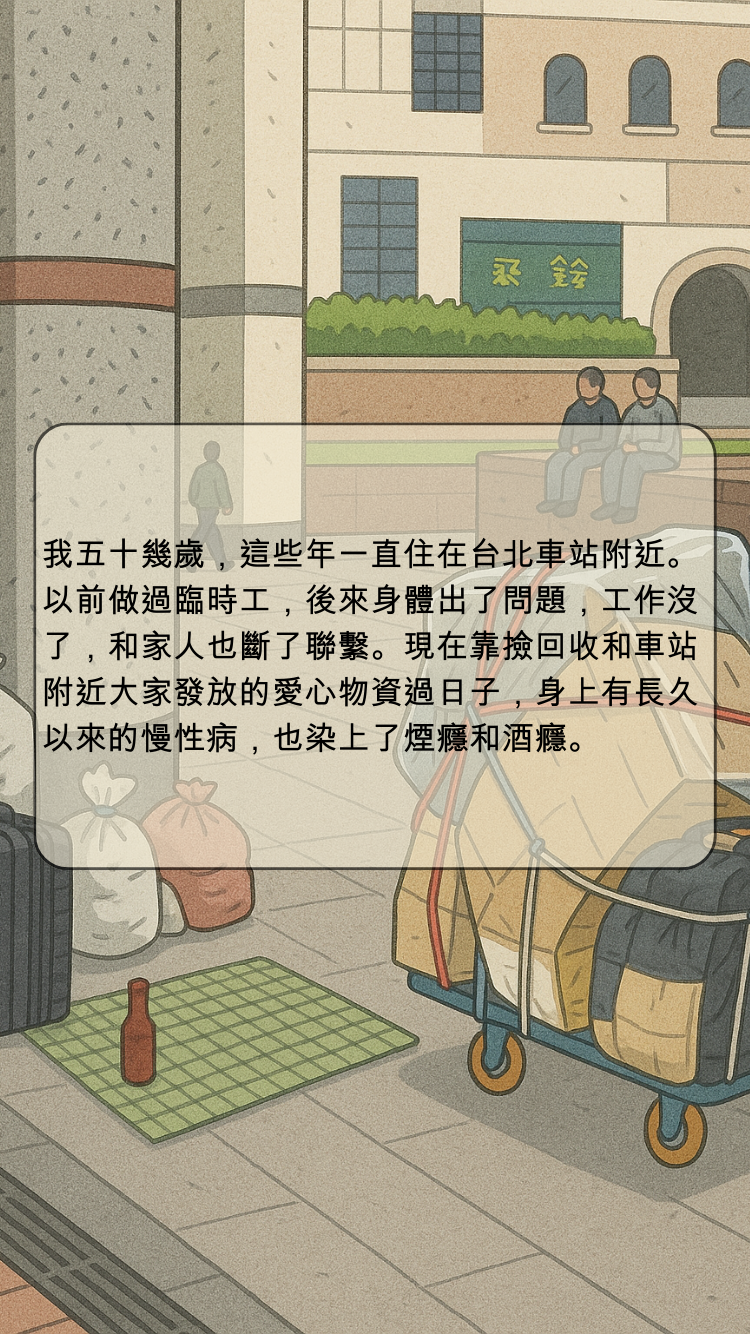 我五十幾歲，這些年一直住在台北車站附近。
以前做過臨時工，後來身體出了問題，工作沒
了，和家人也斷了聯繫。現在靠撿回收和車站
附近大家發放的愛心物資過日子，身上有長久
以來的慢性病，也染上了煙癮和酒癮。